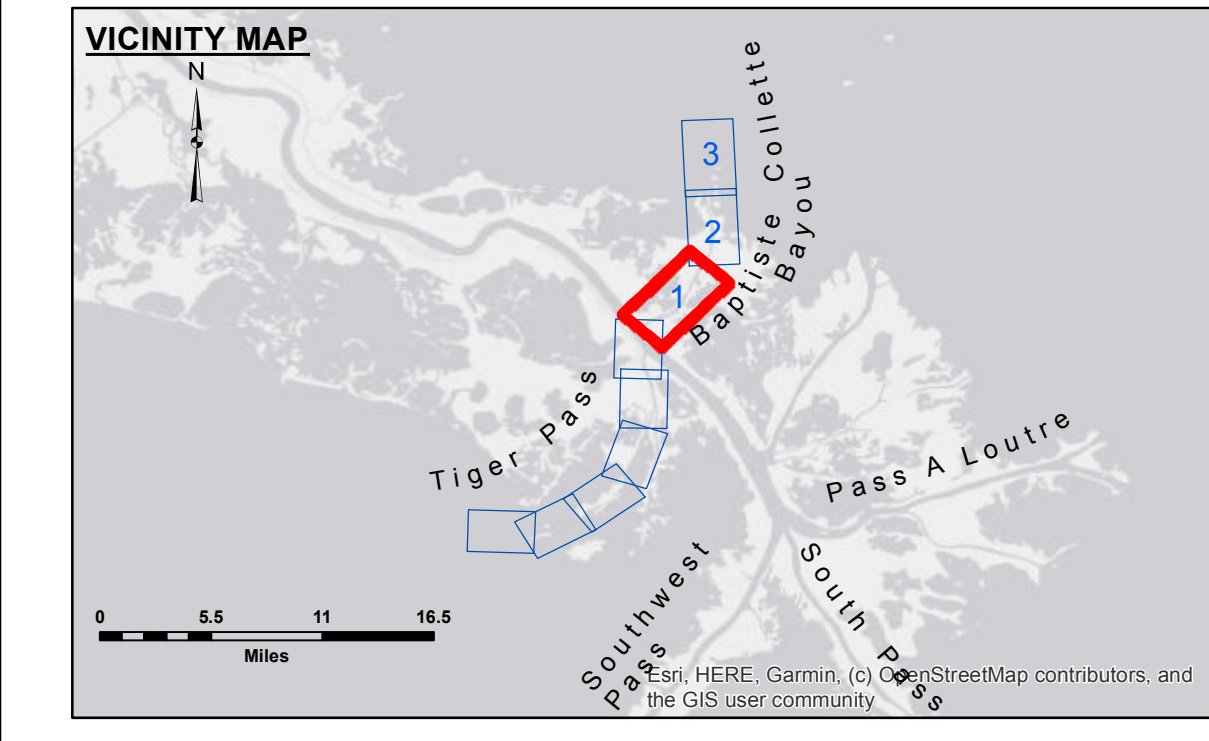 VICINITY MAP
N
3
2
1
Baptiste Collette
Bayou
Tiger Pass
Pass A Loutre
South Pass
Southwest
Pass
0 5.5 11 16.5
Miles
Esri, HERE, Garmin, (c) OpenStreetMap contributors, and
the GIS user community